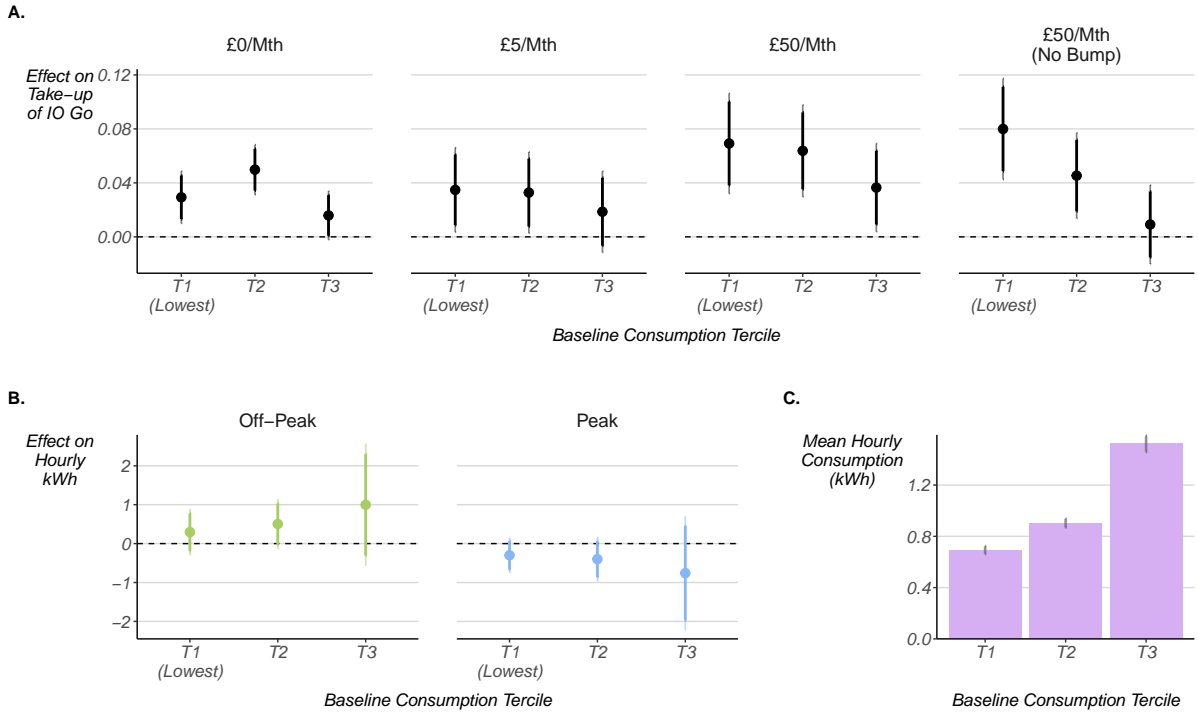 A.
£0/Mth
£5/Mth
£50/Mth
£50/Mth
(No Bump)
Effect on
Take−up
of IO Go
0.12
0.08
0.04
0.00
T1
(Lowest)
T2
T3
T1
(Lowest)
T2
T3
T1
(Lowest)
T2
T3
T1
(Lowest)
T2
T3
Baseline Consumption Tercile
B.
Off−Peak
Peak
Effect on
Hourly
kWh
2
1
0
−1
−2
T1
(Lowest)
T2
T3
T1
(Lowest)
T2
T3
Baseline Consumption Tercile
C.
Mean Hourly
Consumption
(kWh)
1.2
0.8
0.4
0.0
T1
T2
T3
Baseline Consumption Tercile